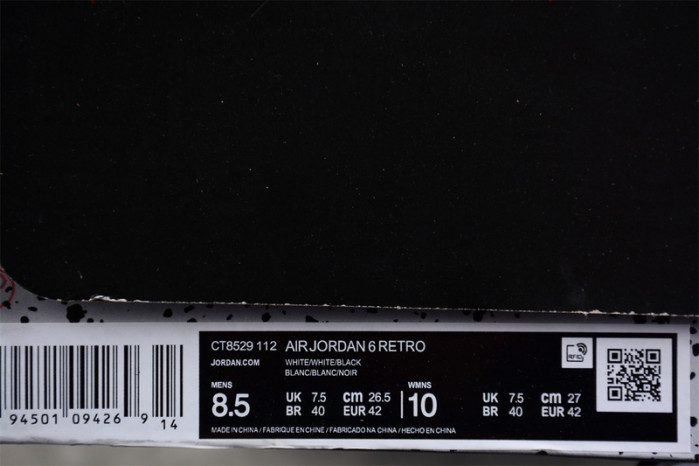 CT8529 112 AIR JORDAN 6 RETRO
JORDAN.COM WHITE/WHITE/BLACK
BLANC/BLANC/NOIR
MENS WMNS
8.5 UK 7.5 cm 26.5 10 UK 7.5 cm 27
BR 40 EUR 42 BR 40 EUR 42
MADE IN CHINA / FABRIQUE EN CHINE / FABRICADO NA CHINA / HECHO EN CHINA
94501 09426 9 14
RFID